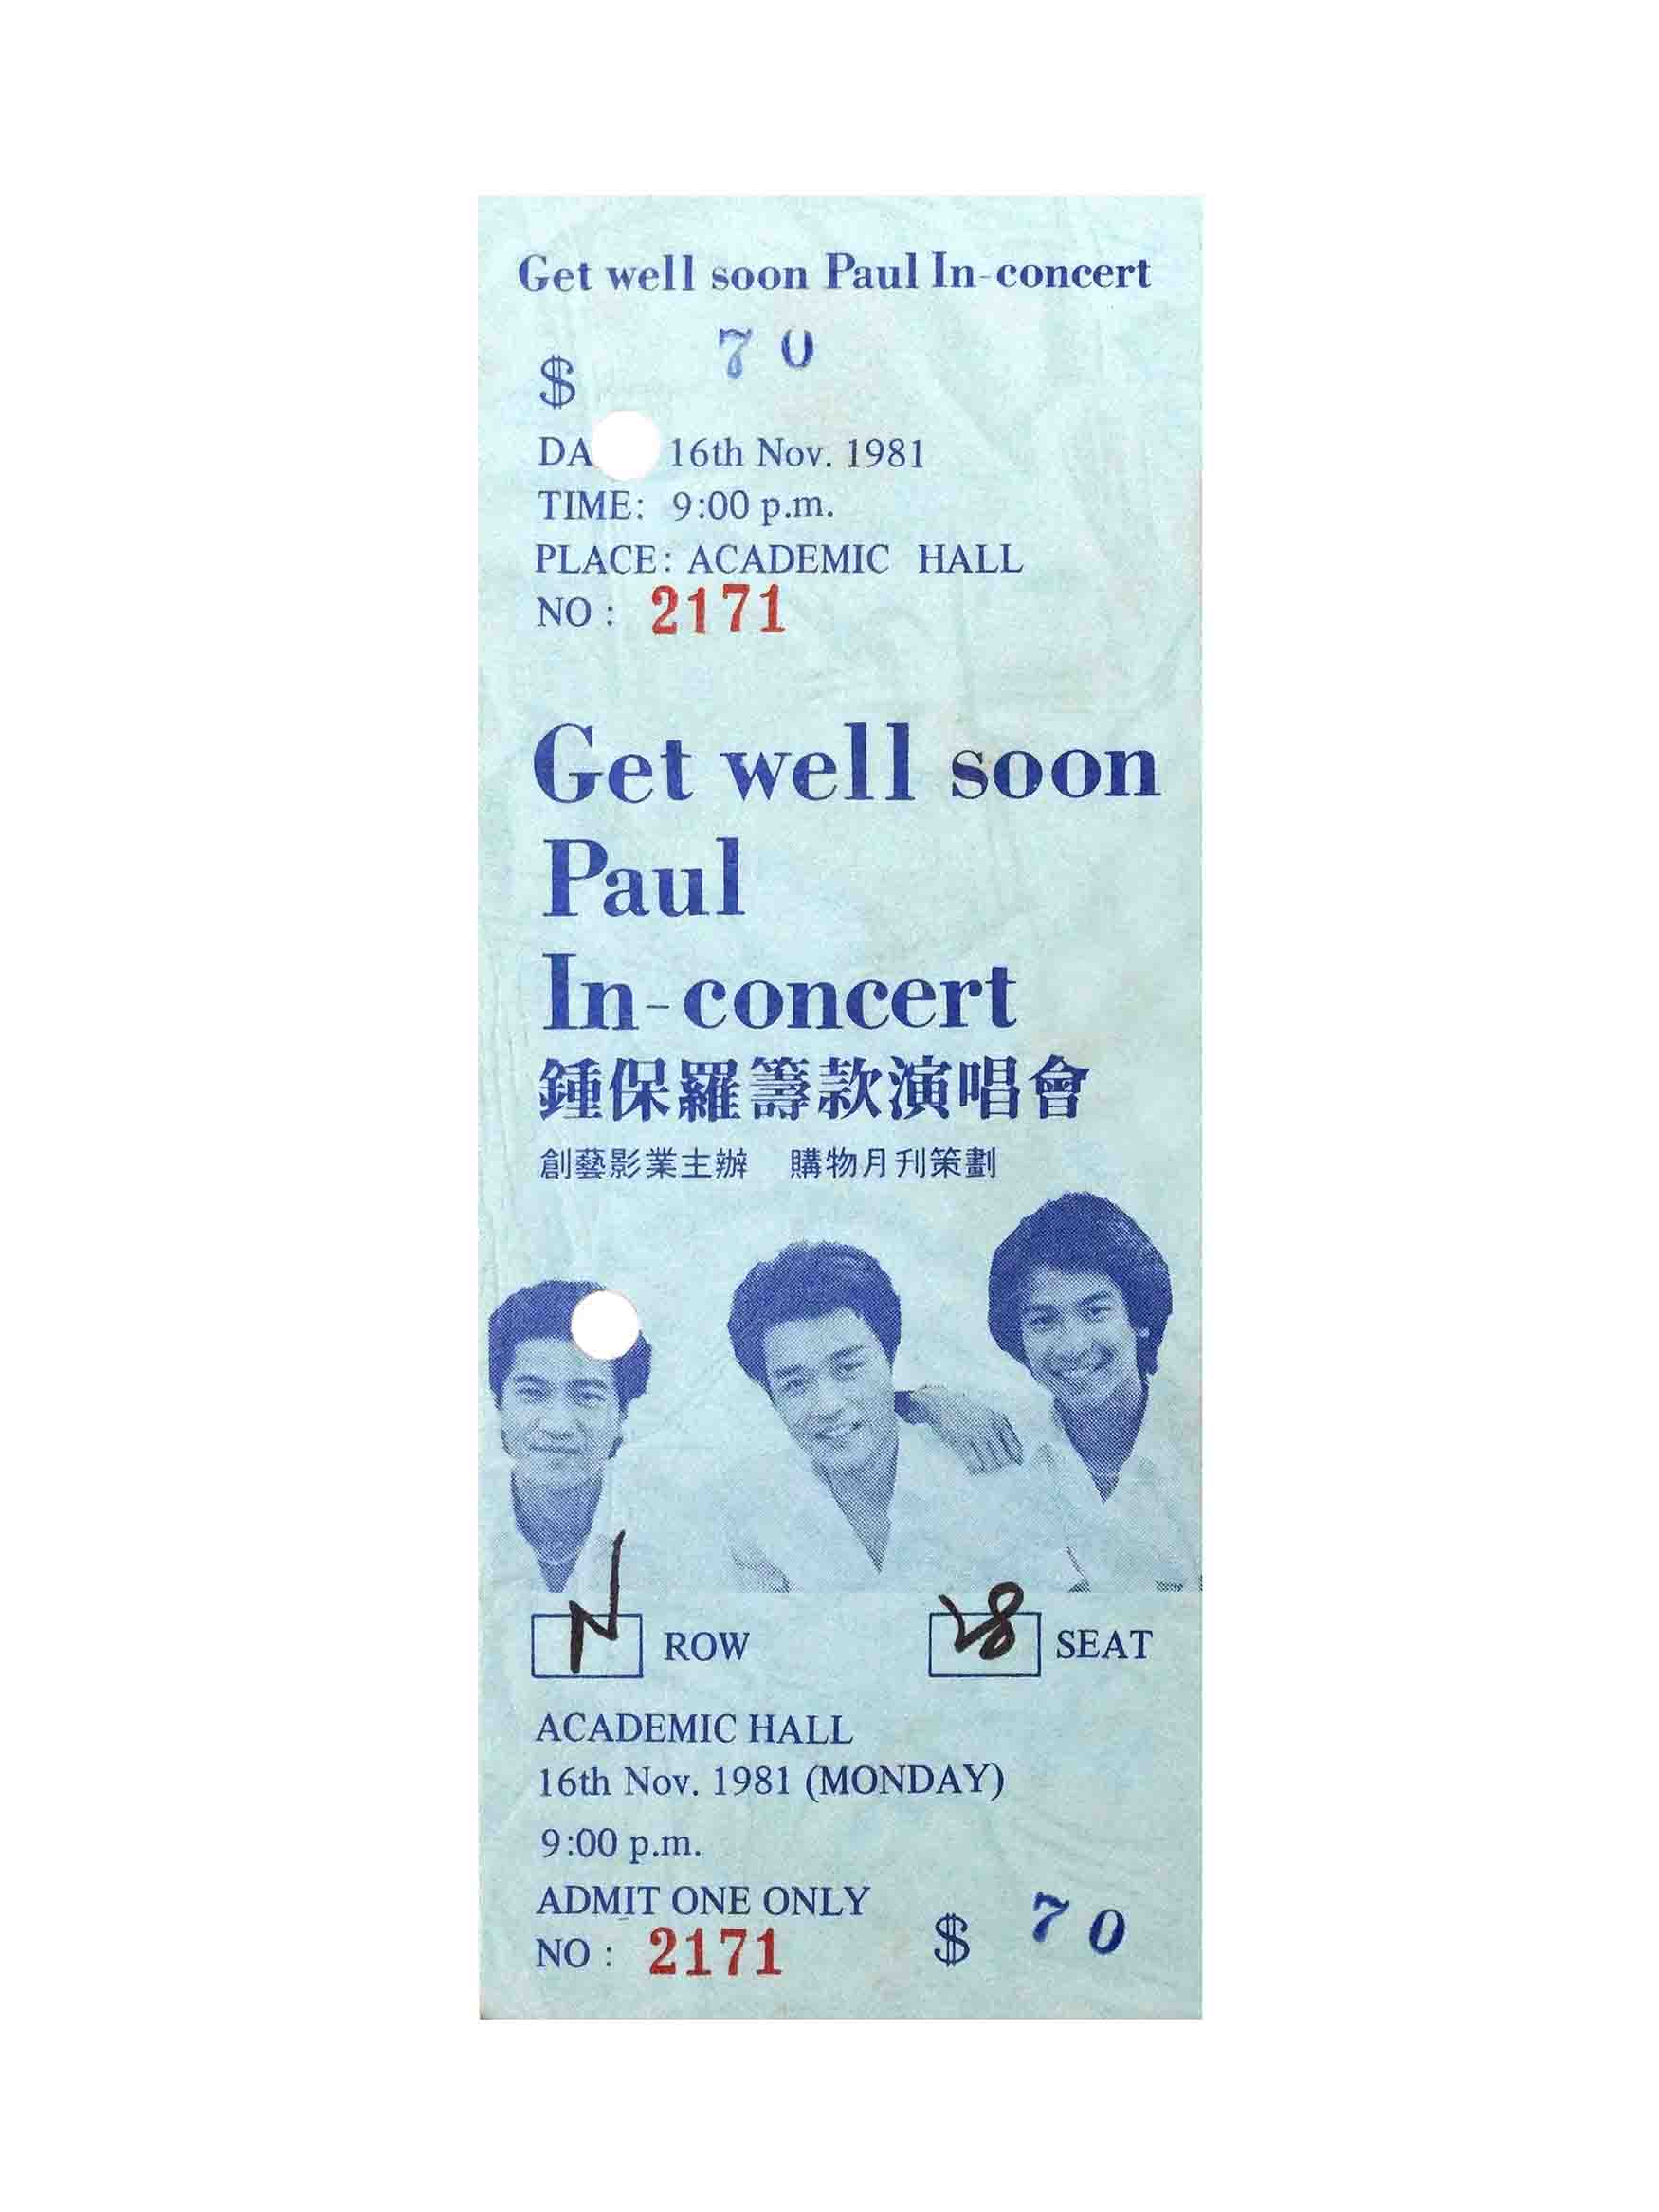 Get well soon Paul In-concert
$ 70
DA 16th Nov. 1981
TIME: 9:00 p.m.
PLACE: ACADEMIC HALL
NO : 2171
Get well soon
Paul
In-concert
鍾保羅籌款演唱會
創藝影業主辦 購物月刋策劃
N ROW 28 SEAT
ACADEMIC HALL
16th Nov. 1981 (MONDAY)
9:00 p.m.
ADMIT ONE ONLY
NO : 2171 $ 70